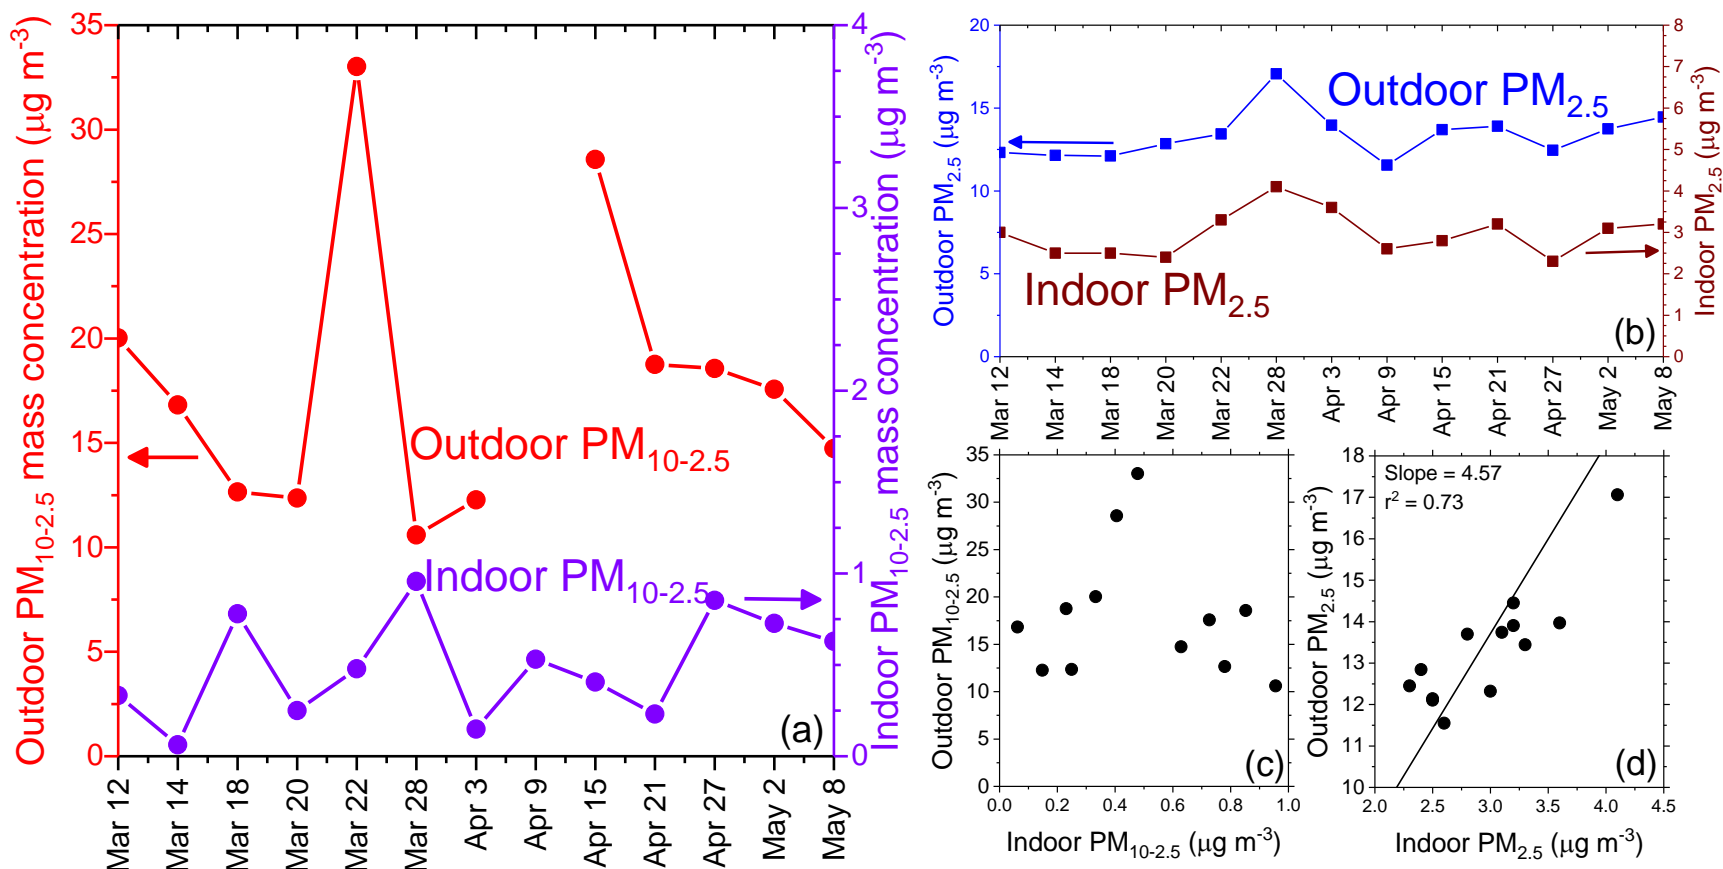 Outdoor PM10-2.5 mass concentration (μg m-3)
35
30
25
20
15
10
5
0
Outdoor PM10-2.5
Indoor PM10-2.5
(a)
4
3
2
1
0
Indoor PM10-2.5 mass concentration (μg m-3)
Mar 12
Mar 14
Mar 18
Mar 20
Mar 22
Mar 28
Apr 3
Apr 9
Apr 15
Apr 21
Apr 27
May 2
May 8
Outdoor PM2.5 (μg m-3)
20
15
10
5
0
Outdoor PM2.5
Indoor PM2.5
(b)
8
7
6
5
4
3
2
1
0
Indoor PM2.5 (μg m-3)
Mar 12
Mar 14
Mar 18
Mar 20
Mar 22
Mar 28
Apr 3
Apr 9
Apr 15
Apr 21
Apr 27
May 2
May 8
Outdoor PM10-2.5 (μg m-3)
35
30
25
20
15
10
5
0
(c)
0.0 0.2 0.4 0.6 0.8 1.0
Indoor PM10-2.5 (μg m-3)
Outdoor PM2.5 (μg m-3)
18
17
16
15
14
13
12
11
10
Slope = 4.57
r2 = 0.73
(d)
2.0 2.5 3.0 3.5 4.0 4.5
Indoor PM2.5 (μg m-3)